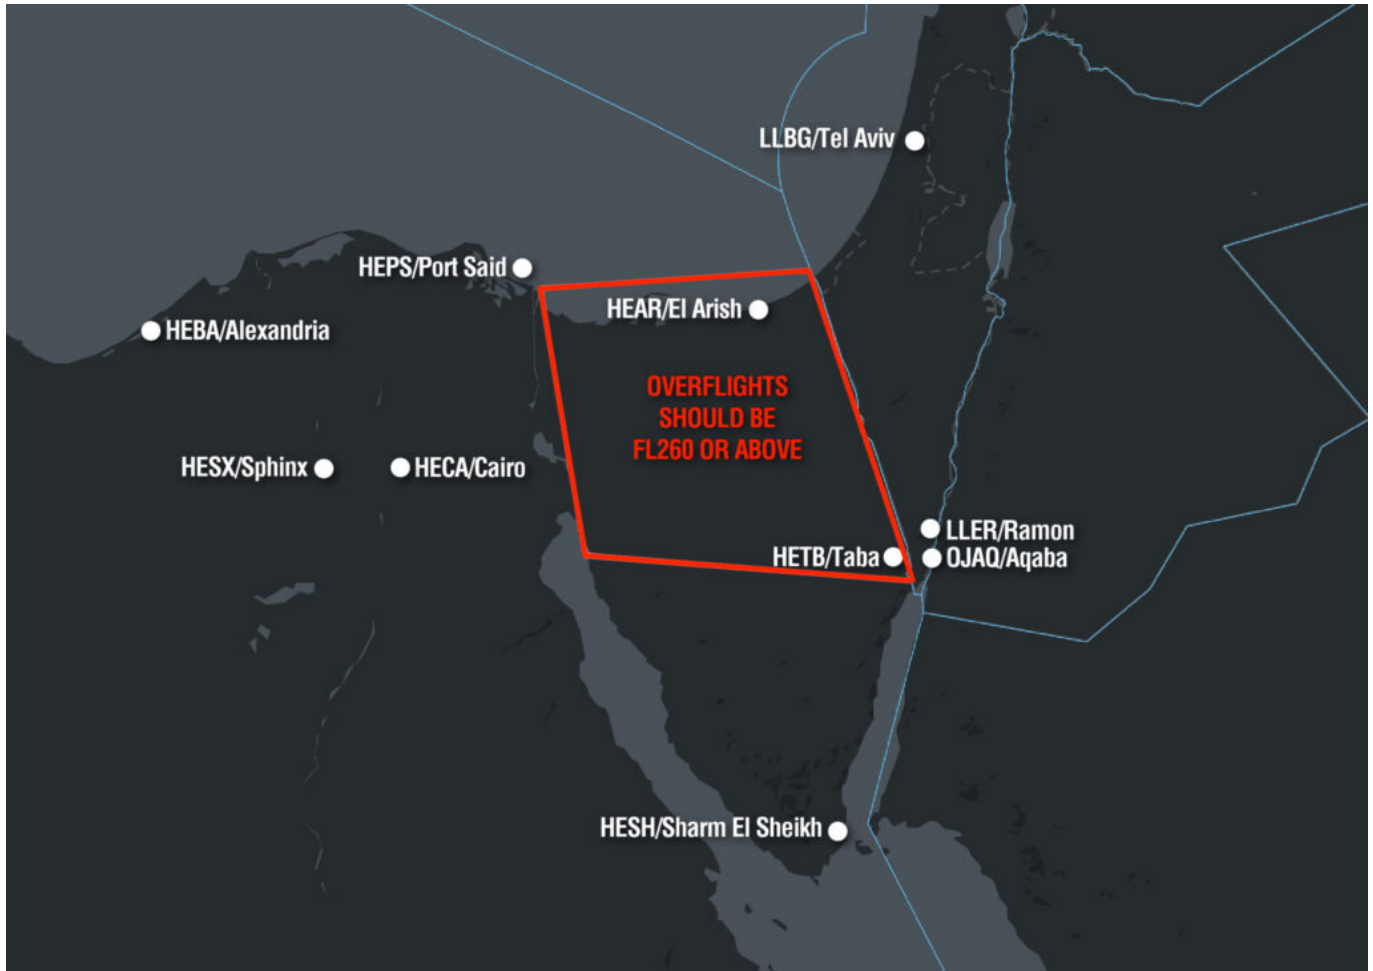 LLBG/Tel Aviv
HEPS/Port Said
HEAR/El Arish
HEBA/Alexandria
OVERFLIGHTS
SHOULD BE
FL260 OR ABOVE
HESX/Sphinx
HECA/Cairo
LLER/Ramon
HETB/Taba
OJAQ/Aqaba
HESH/Sharm El Sheikh